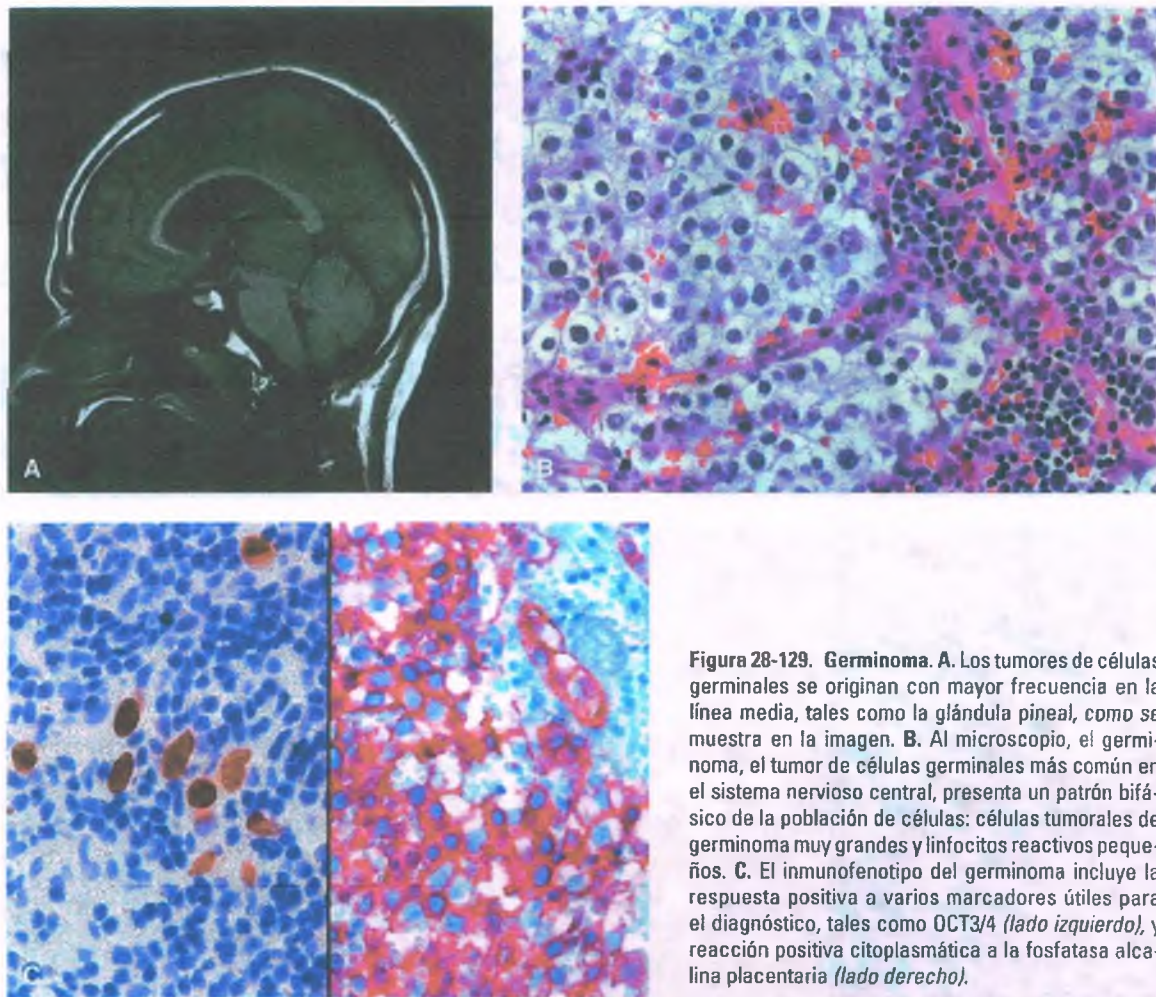 A
B
C
Figura 28-129. Germinoma. A. Los tumores de células
germinales se originan con mayor frecuencia en la
línea media, tales como la glándula pineal, como se
muestra en la imagen. B. Al microscopio, el germi-
noma, el tumor de células germinales más común en
el sistema nervioso central, presenta un patrón bifá-
sico de la población de células: células tumorales de
germinoma muy grandes y linfocitos reactivos peque-
ños. C. El inmunofenotipo del germinoma incluye la
respuesta positiva a varios marcadores útiles para
el diagnóstico, tales como OCT3/4 (lado izquierdo), y
reacción positiva citoplasmática a la fosfatasa alca-
lina placentaria (lado derecho).